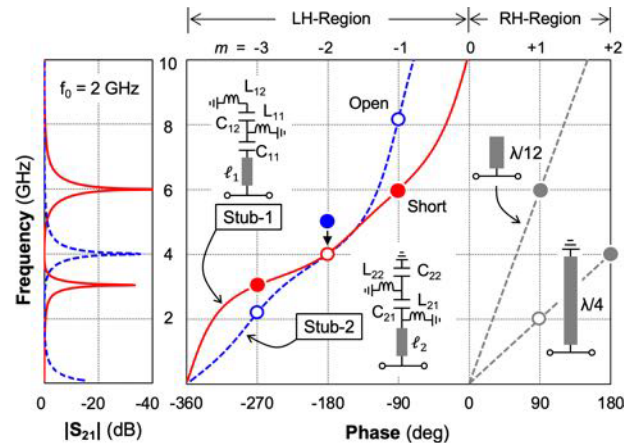 LH-Region
RH-Region
m = -3
-2
-1
0
+1
+2
f0 = 2 GHz
10
8
6
4
2
Frequency (GHz)
L12
L11
C12
C11
ℓ1
Open
Short
Stub-1
Stub-2
L22
C22
L21
C21
ℓ2
λ/12
λ/4
0
-20
-40
-360
-270
-180
-90
0
90
180
|S21| (dB)
Phase (deg)